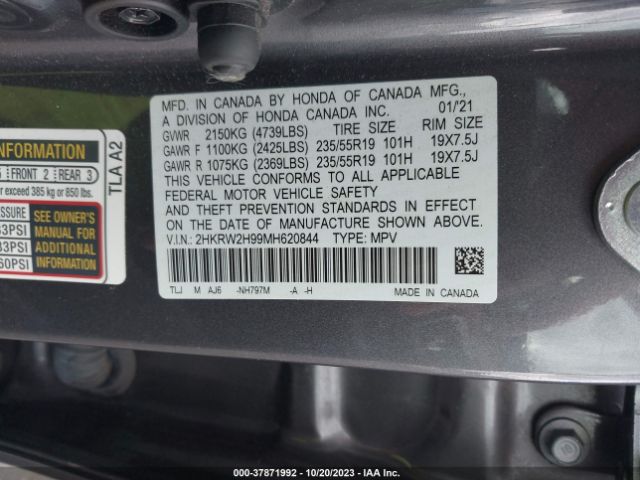 MFD. IN CANADA BY HONDA OF CANADA MFG.,
A DIVISION OF HONDA CANADA INC. 01/21
GVWR 2150KG (4739LBS) TIRE SIZE RIM SIZE
GAWR F 1100KG (2425LBS) 235/55R19 101H 19X7.5J
GAWR R 1075KG (2369LBS) 235/55R19 101H 19X7.5J
THIS VEHICLE CONFORMS TO ALL APPLICABLE
FEDERAL MOTOR VEHICLE SAFETY
AND THEFT PREVENTION STANDARDS IN EFFECT
ON THE DATE OF MANUFACTURE SHOWN ABOVE.
V.I.N.: 2HKRW2H99MH620844 TYPE: MPV
TLJ M AJ6 -NH797M -A -H MADE IN CANADA
INFORMATION
FRONT 2 REAR 3
exceed 385 kg or 850 lbs.
SEE OWNER'S
MANUAL FOR
ADDITIONAL
INFORMATION
TLA A2
000-37871992 - 10/20/2023 - IAA Inc.